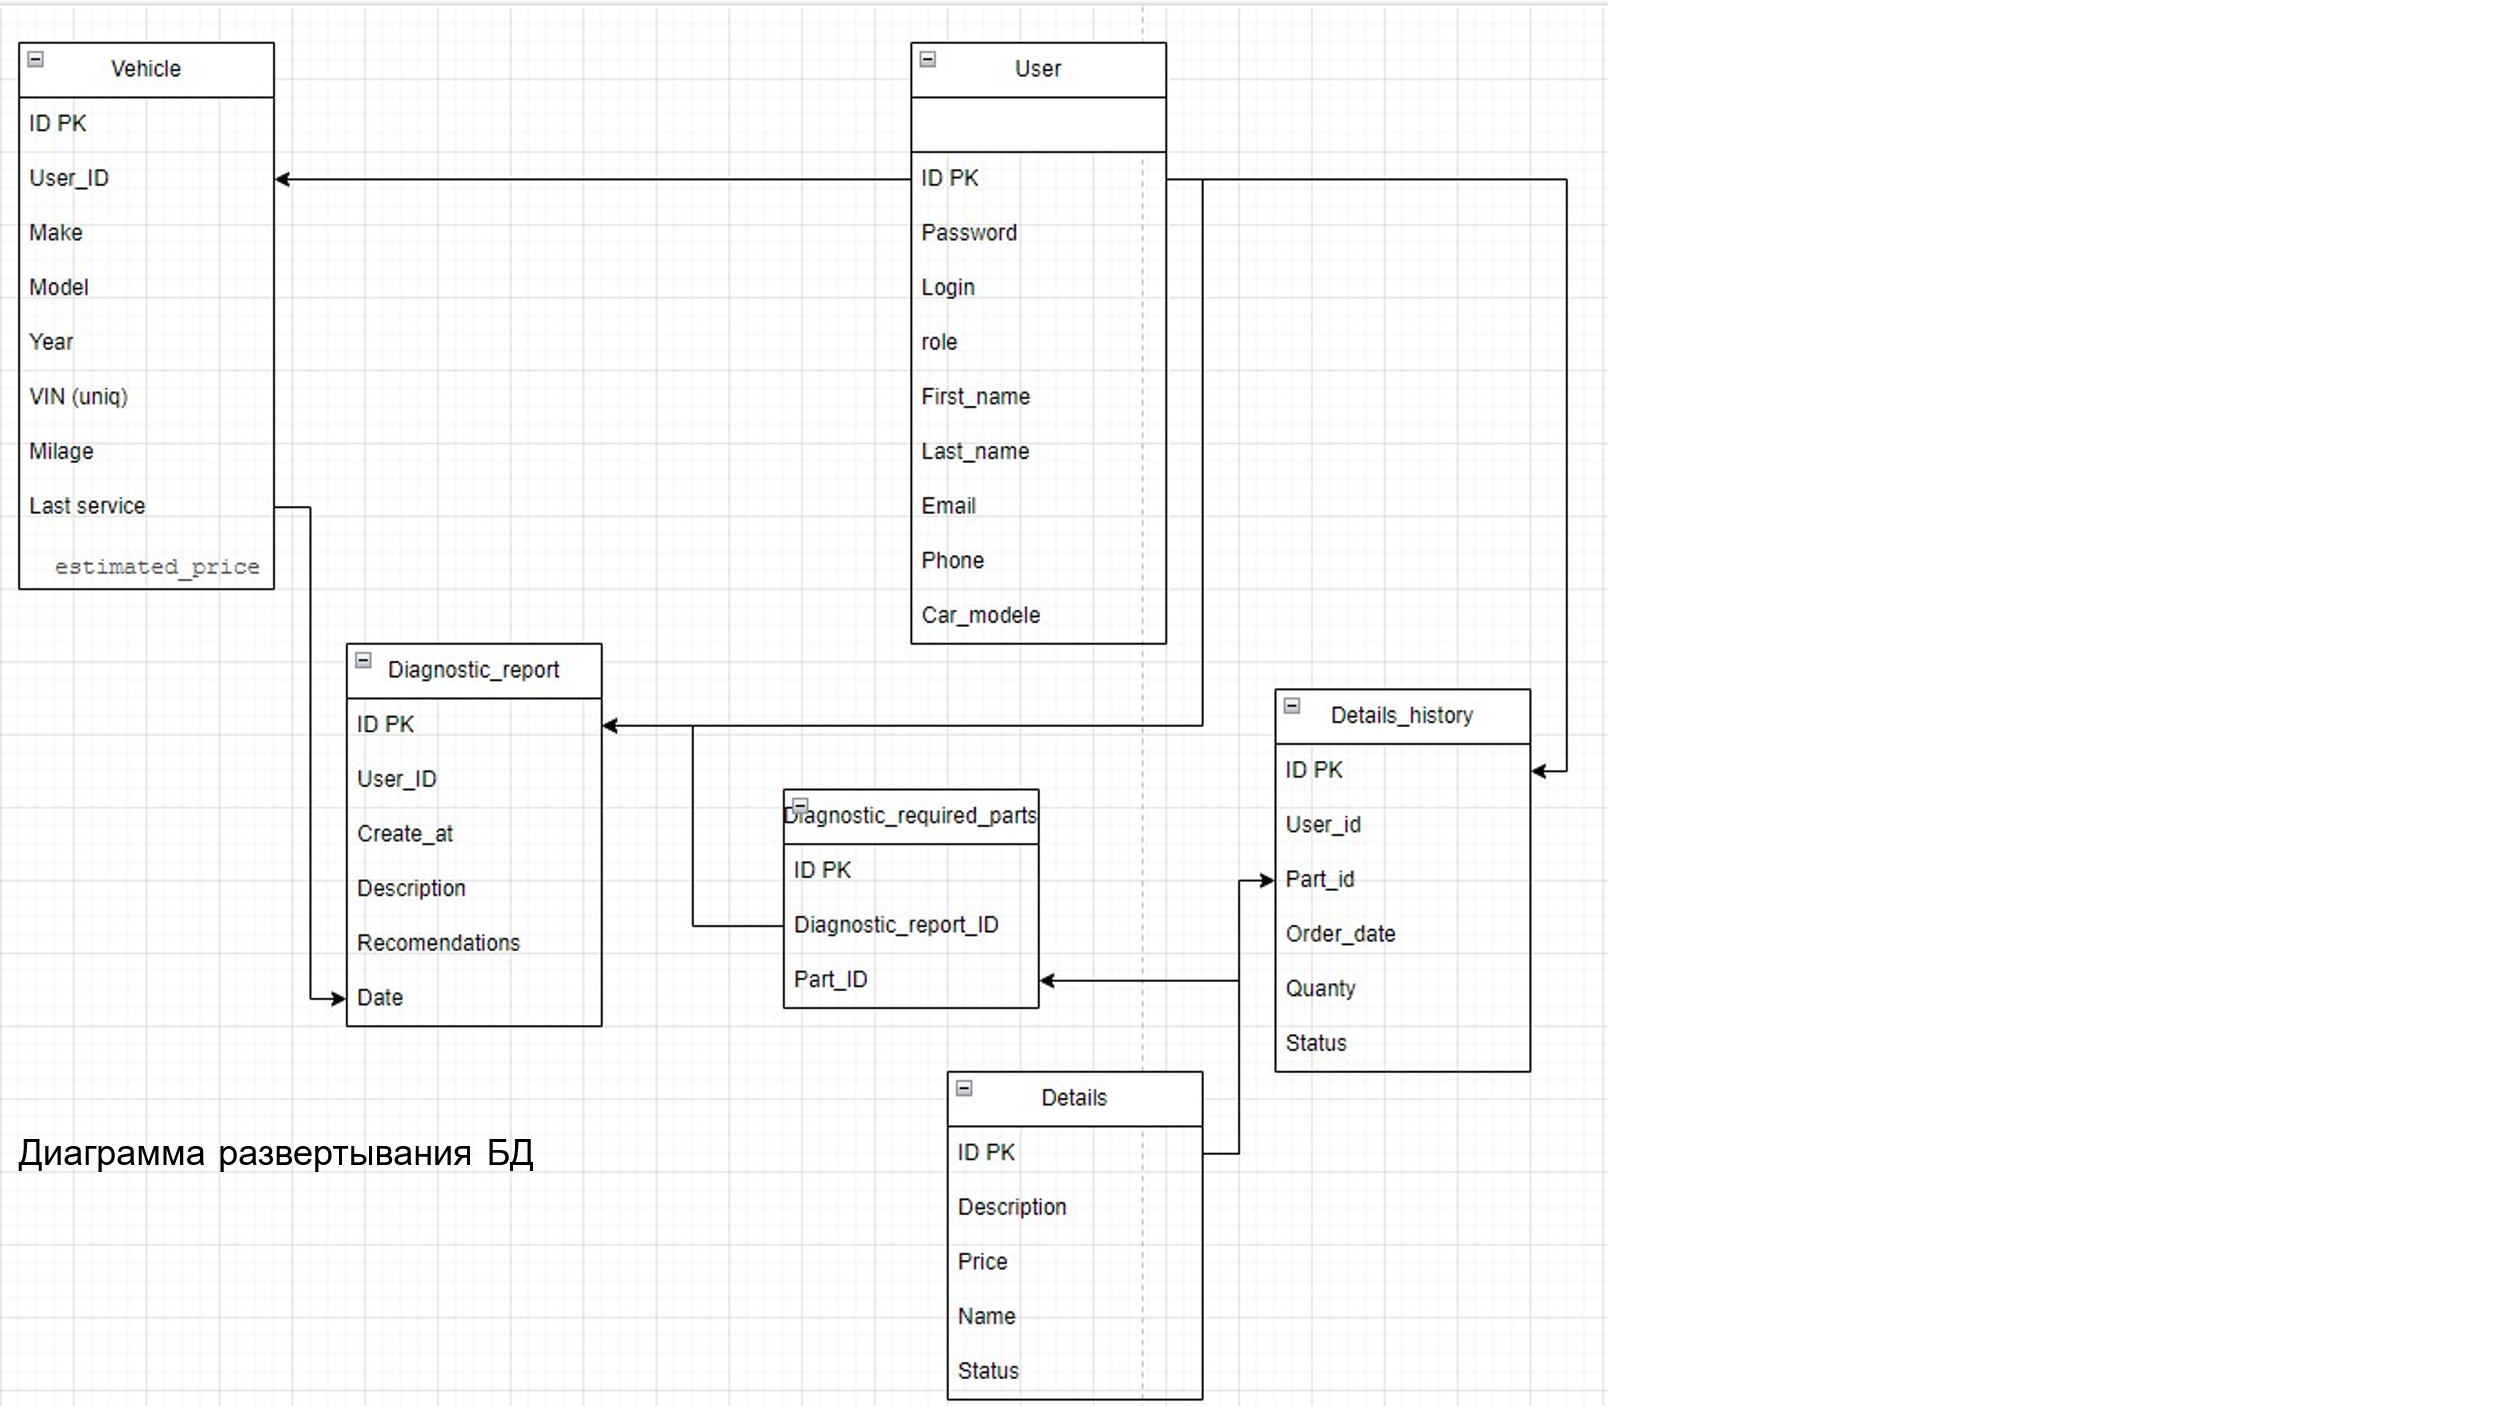 Vehicle
ID PK
User_ID
Make
Model
Year
VIN (uniq)
Milage
Last service
estimated_price
User
ID PK
Password
Login
role
First_name
Last_name
Email
Phone
Car_modele
Diagnostic_report
ID PK
User_ID
Create_at
Description
Recomendations
Date
Diagnostic_required_parts
ID PK
Diagnostic_report_ID
Part_ID
Details_history
ID PK
User_id
Part_id
Order_date
Quanty
Status
Details
ID PK
Description
Price
Name
Status
Диаграмма развертывания БД